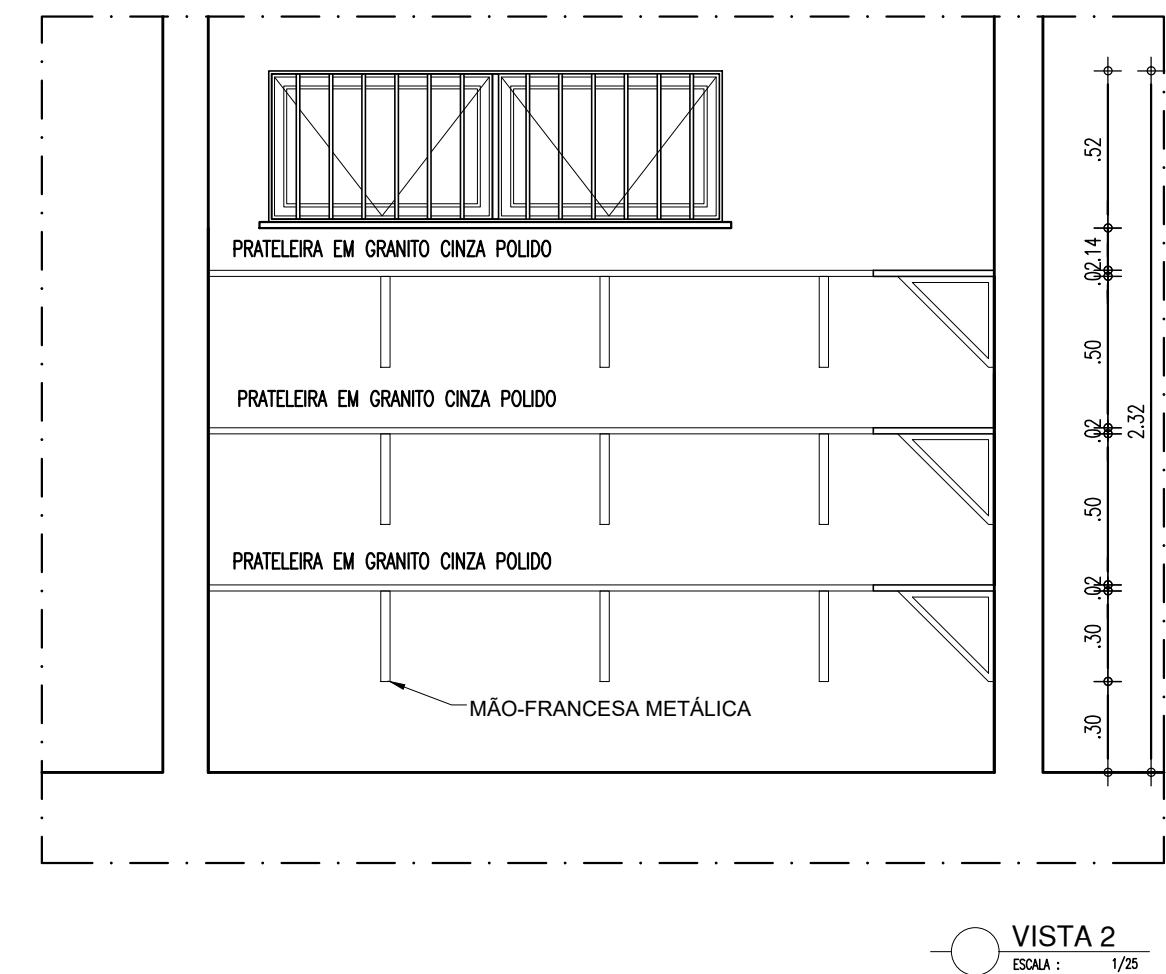 PRATELEIRA EM GRANITO CINZA POLIDO
PRATELEIRA EM GRANITO CINZA POLIDO
PRATELEIRA EM GRANITO CINZA POLIDO
MÃO-FRANCESA METÁLICA
.52
.14
.02
.50
.02
.50
.02
.30
.30
2.32
VISTA 2
ESCALA : 1/25